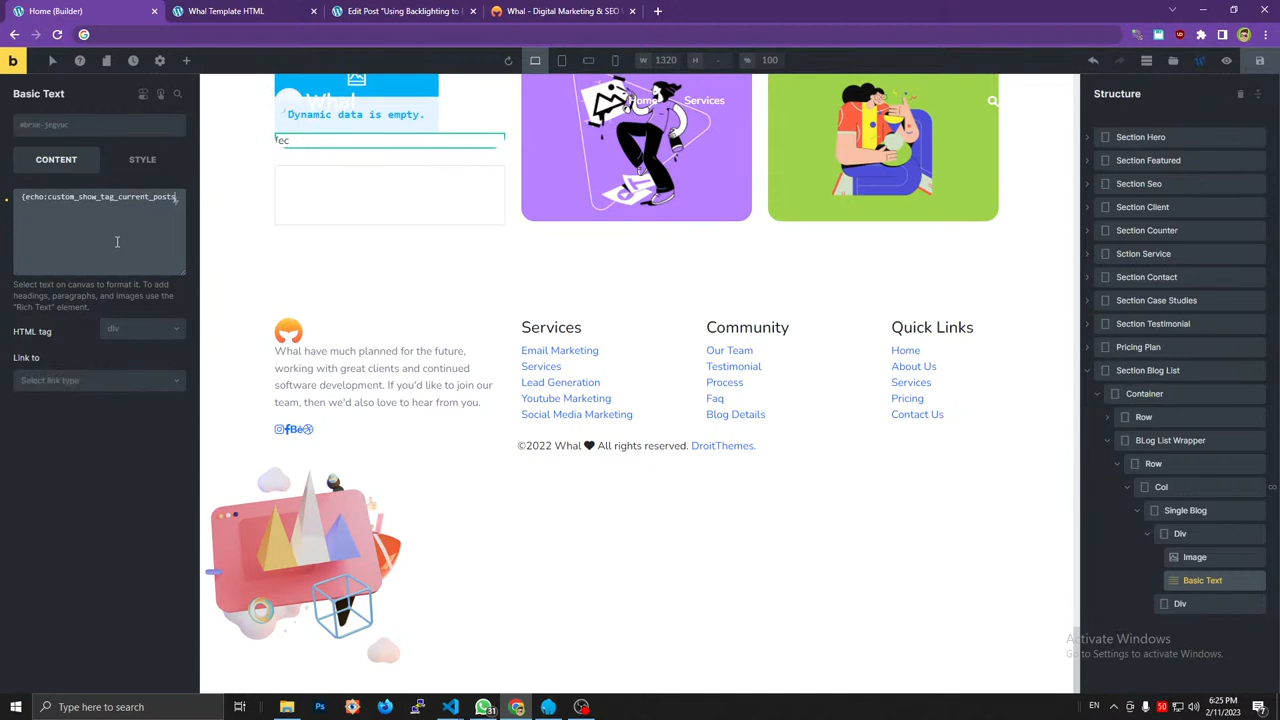 Home (Builder)
What Template HTML
Edit Post "Using Backlighting to
Whal - Digital Marketing & SEO
b
W 1320 H - % 100
Basic Text
#brxe-jegvuc
CONTENT STYLE
{echo:custom_show_tag_current_posts
Select text on canvas to format it. To add
headings, paragraphs, and images use the
"Rich Text" element.
HTML tag div
Link to
Select link type
Whal
Home Services
Dynamic data is empty.
Whal have much planned for the future,
working with great clients and continued
software development. If you'd like to join our
team, then we'd also love to hear from you.
Services
Email Marketing
Services
Lead Generation
Youtube Marketing
Social Media Marketing
Community
Our Team
Testimonial
Process
Faq
Blog Details
Quick Links
Home
About Us
Services
Pricing
Contact Us
©2022 Whal 🖤 All rights reserved. DroitThemes.
Structure
Section Hero
Section Featured
Section Seo
Section Client
Section Counter
Sction Service
Section Contact
Section Case Studies
Section Testimonial
Pricing Plan
Section Blog List
Container
Row
BLog List Wrapper
Row
Col
Single Blog
Div
Image
Basic Text
Div
Activate Windows
Go to Settings to activate Windows.
Type here to search
31
EN
50
6:25 PM
2/11/2023